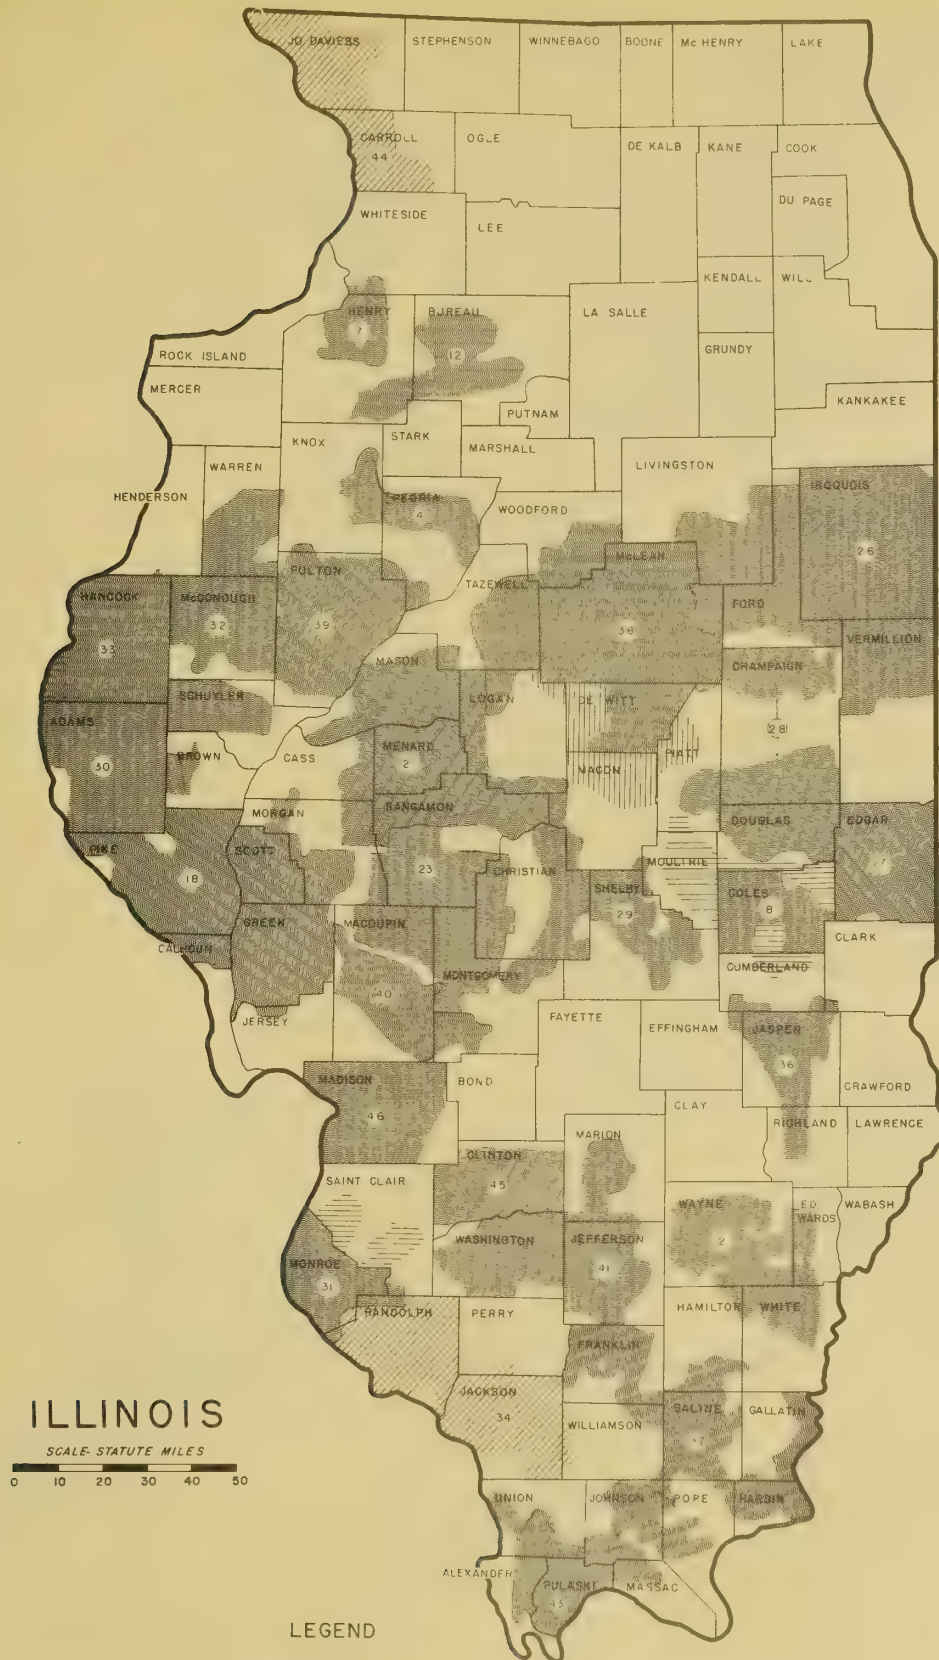 JO DAVIESS
STEPHENSON
WINNEBAGO
BOONE
Mc HENRY
LAKE
CARROLL
44
OGLE
DE KALB
KANE
COOK
DU PAGE
WHITESIDE
LEE
KENDALL
WILL
HENRY
7
BUREAU
12
LA SALLE
GRUNDY
ROCK ISLAND
MERCER
KANKAKEE
PUTNAM
KNOX
STARK
MARSHALL
WARREN
LIVINGSTON
HENDERSON
PEORIA
4
WOODFORD
IROQUOIS
26
FULTON
39
TAZEWELL
McLEAN
38
HANCOCK
33
McDONOUGH
32
FORD
VERMILLION
MASON
CHAMPAIGN
28
SCHUYLER
LOGAN
DE WITT
ADAMS
30
BROWN
CASS
MENARD
2
PIATT
MACON
MORGAN
SANGAMON
23
DOUGLAS
EDGAR
PIKE
18
SCOTT
CHRISTIAN
MOULTRIE
SHELBY
29
COLES
8
GREEN
MACOUPIN
40
CLARK
CALHOUN
MONTGOMERY
CUMBERLAND
JERSEY
FAYETTE
EFFINGHAM
JASPER
36
MADISON
46
BOND
CRAWFORD
CLAY
MARION
RICHLAND
LAWRENCE
CLINTON
45
SAINT CLAIR
WAYNE
2
ED
WARDS
WABASH
WASHINGTON
JEFFERSON
41
MONROE
31
RANDOLPH
PERRY
HAMILTON
WHITE
FRANKLIN
JACKSON
34
WILLIAMSON
SALINE
GALLATIN
ILLINOIS
SCALE- STATUTE MILES
0 10 20 30 40 50
UNION
JOHNSON
POPE
HARDIN
ALEXANDER
PULASKI
MASSAC
LEGEND